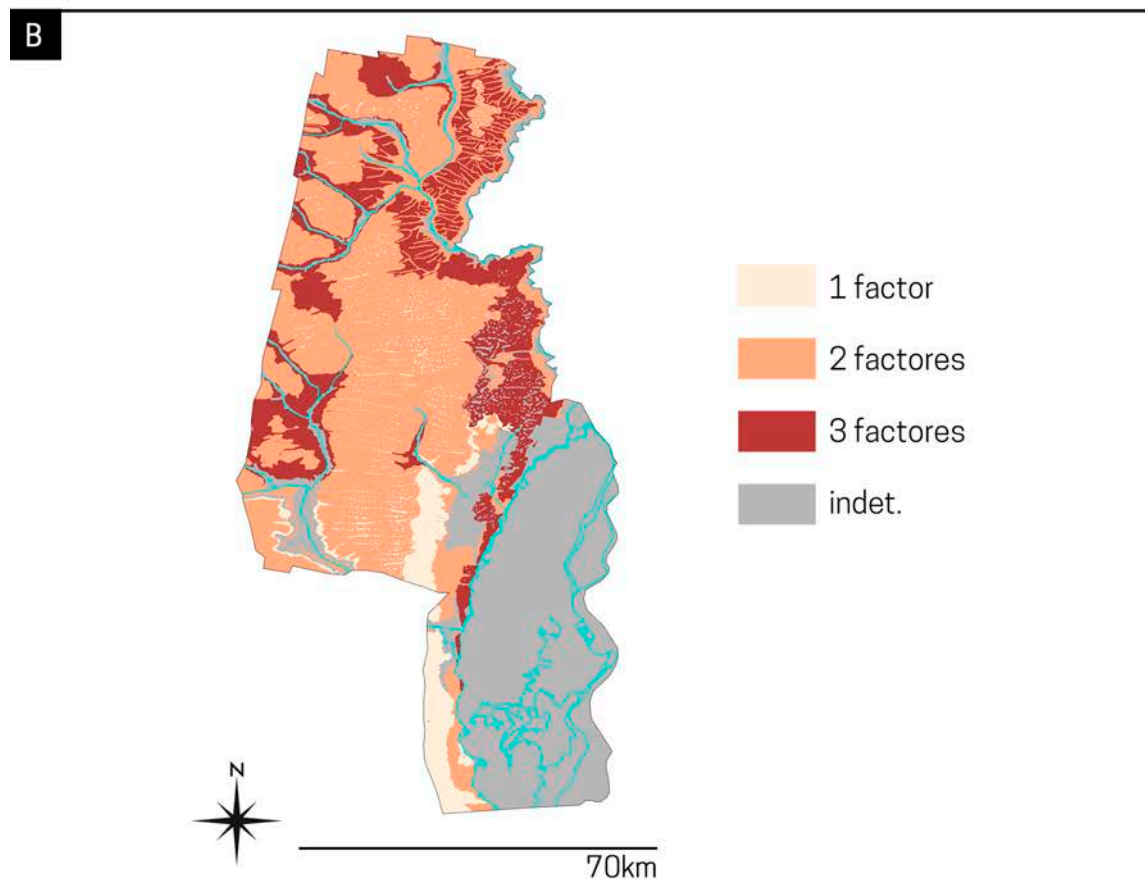 B
1 factor
2 factores
3 factores
indet.
N
70km